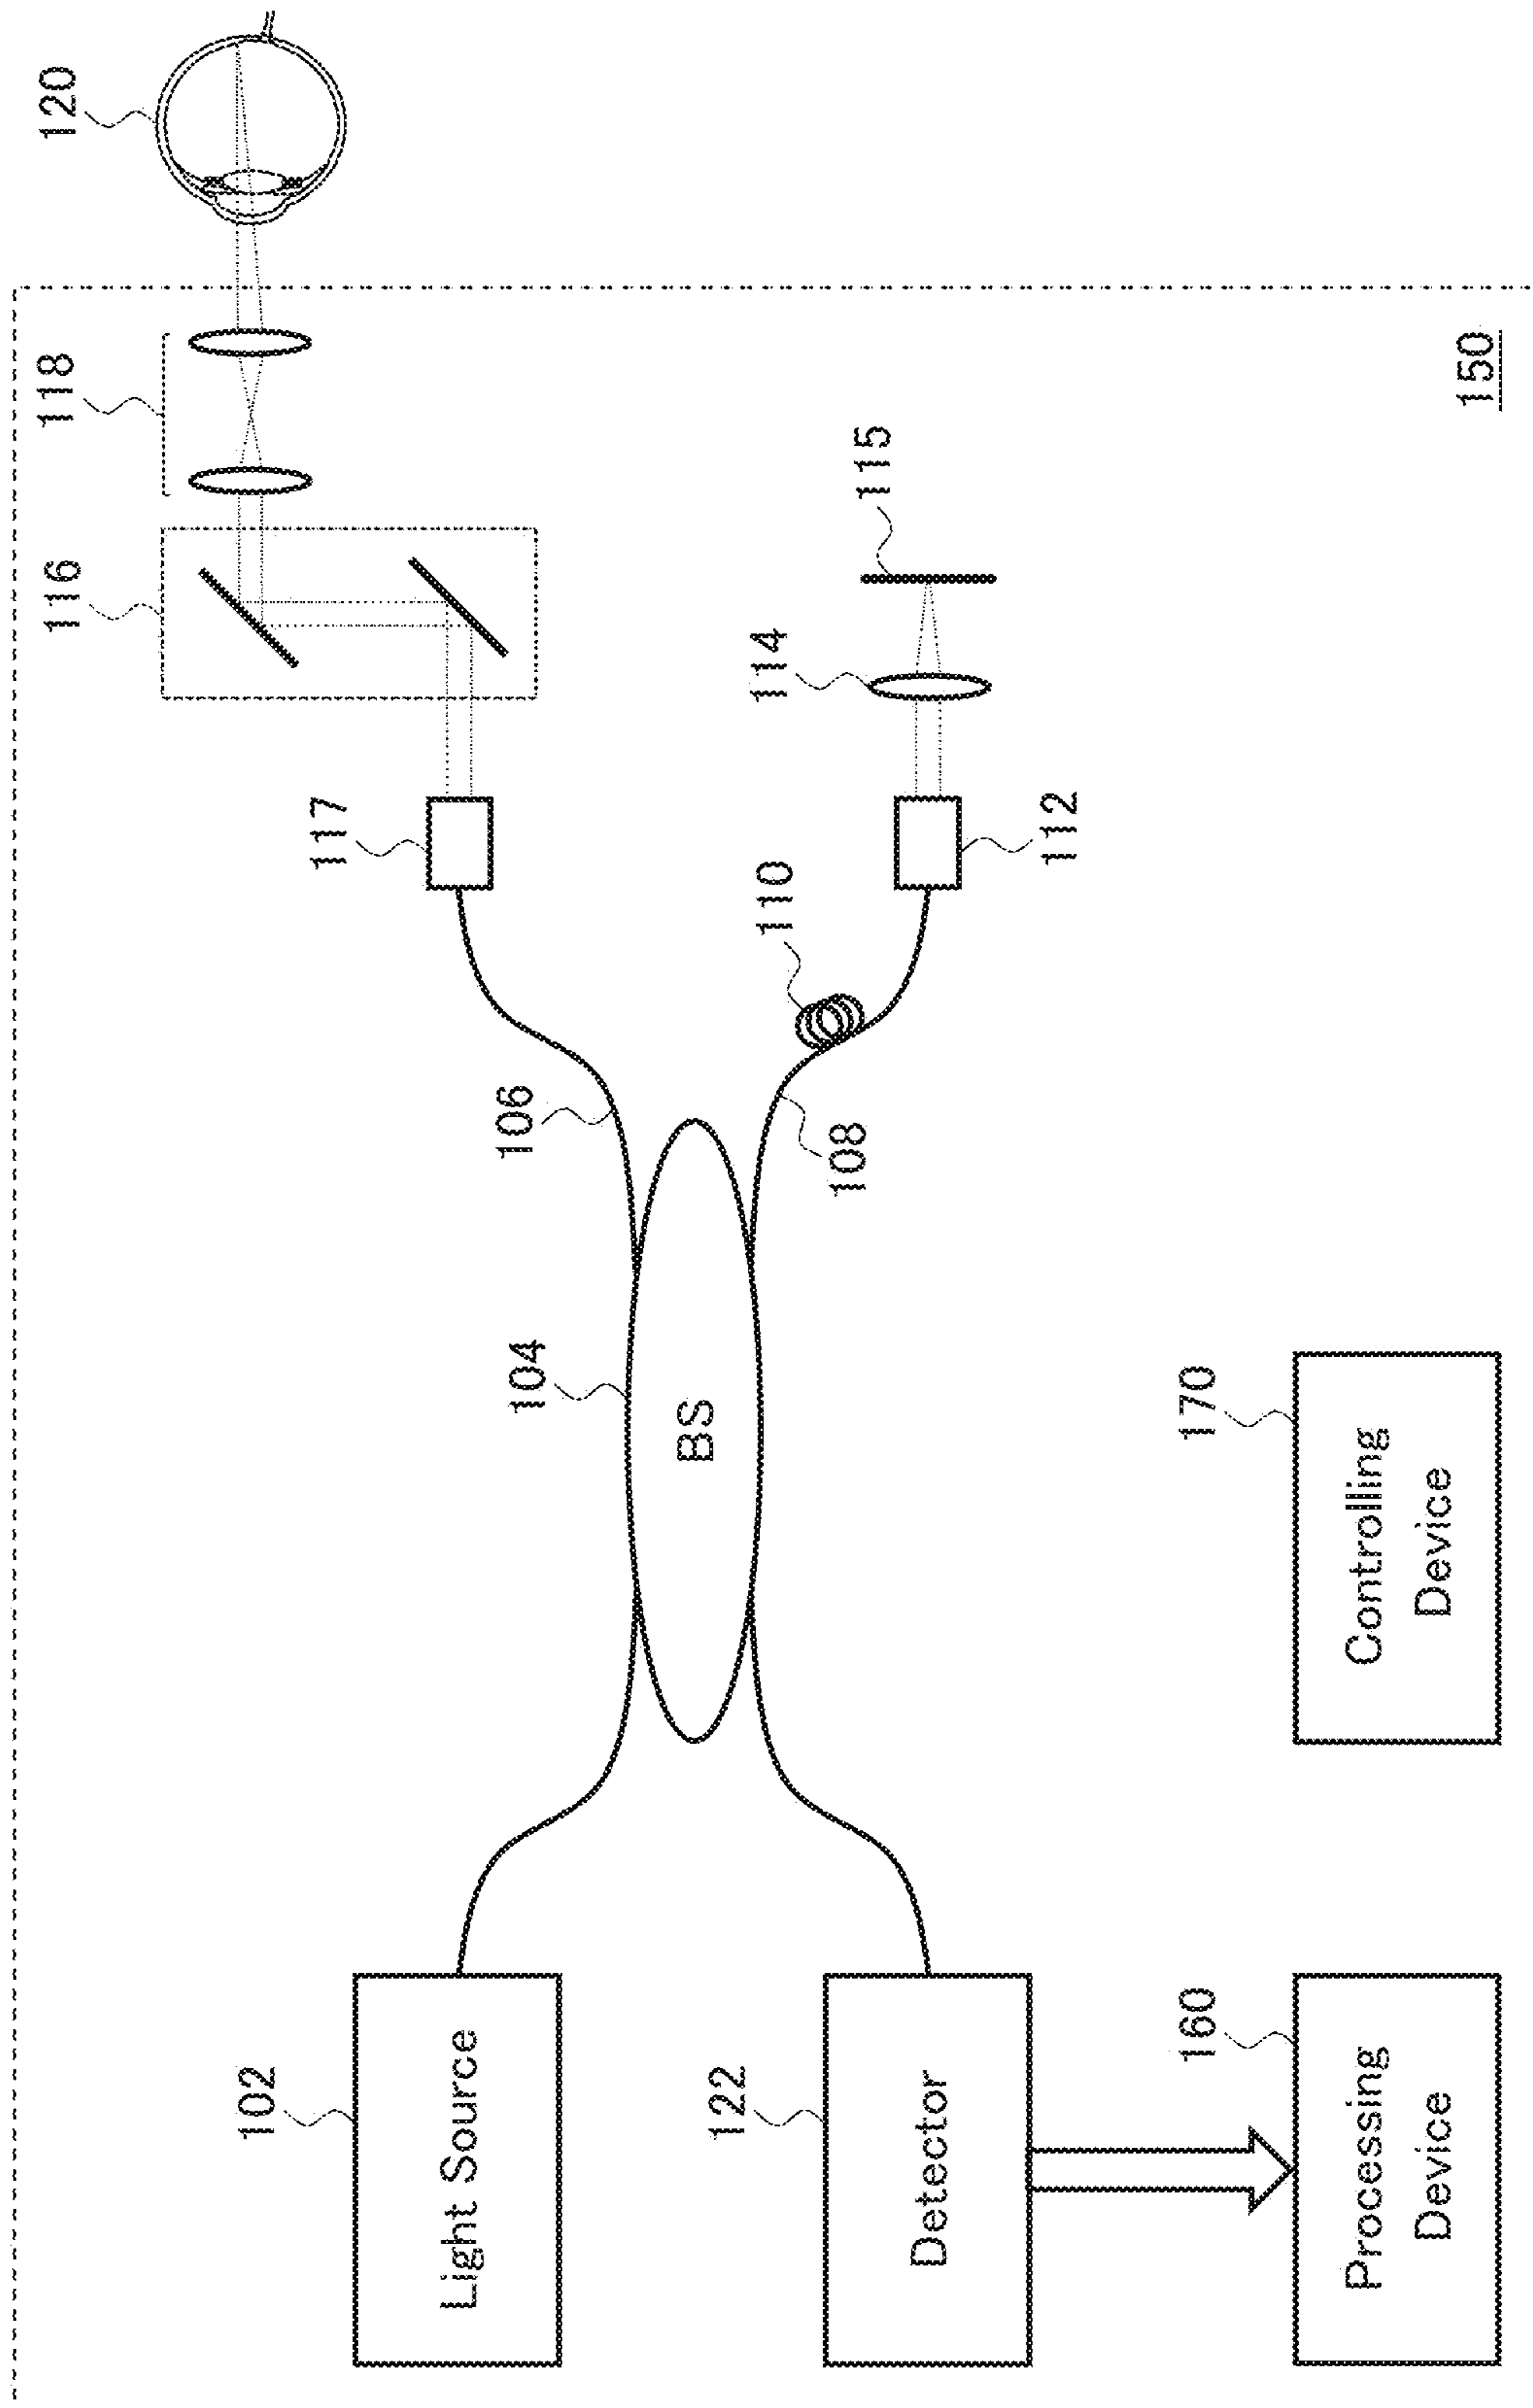 120
118
116
115
114
117
112
110
106
108
104
BS
102
Light Source
122
Detector
160
Processing
Device
170
Controlling
Device
150